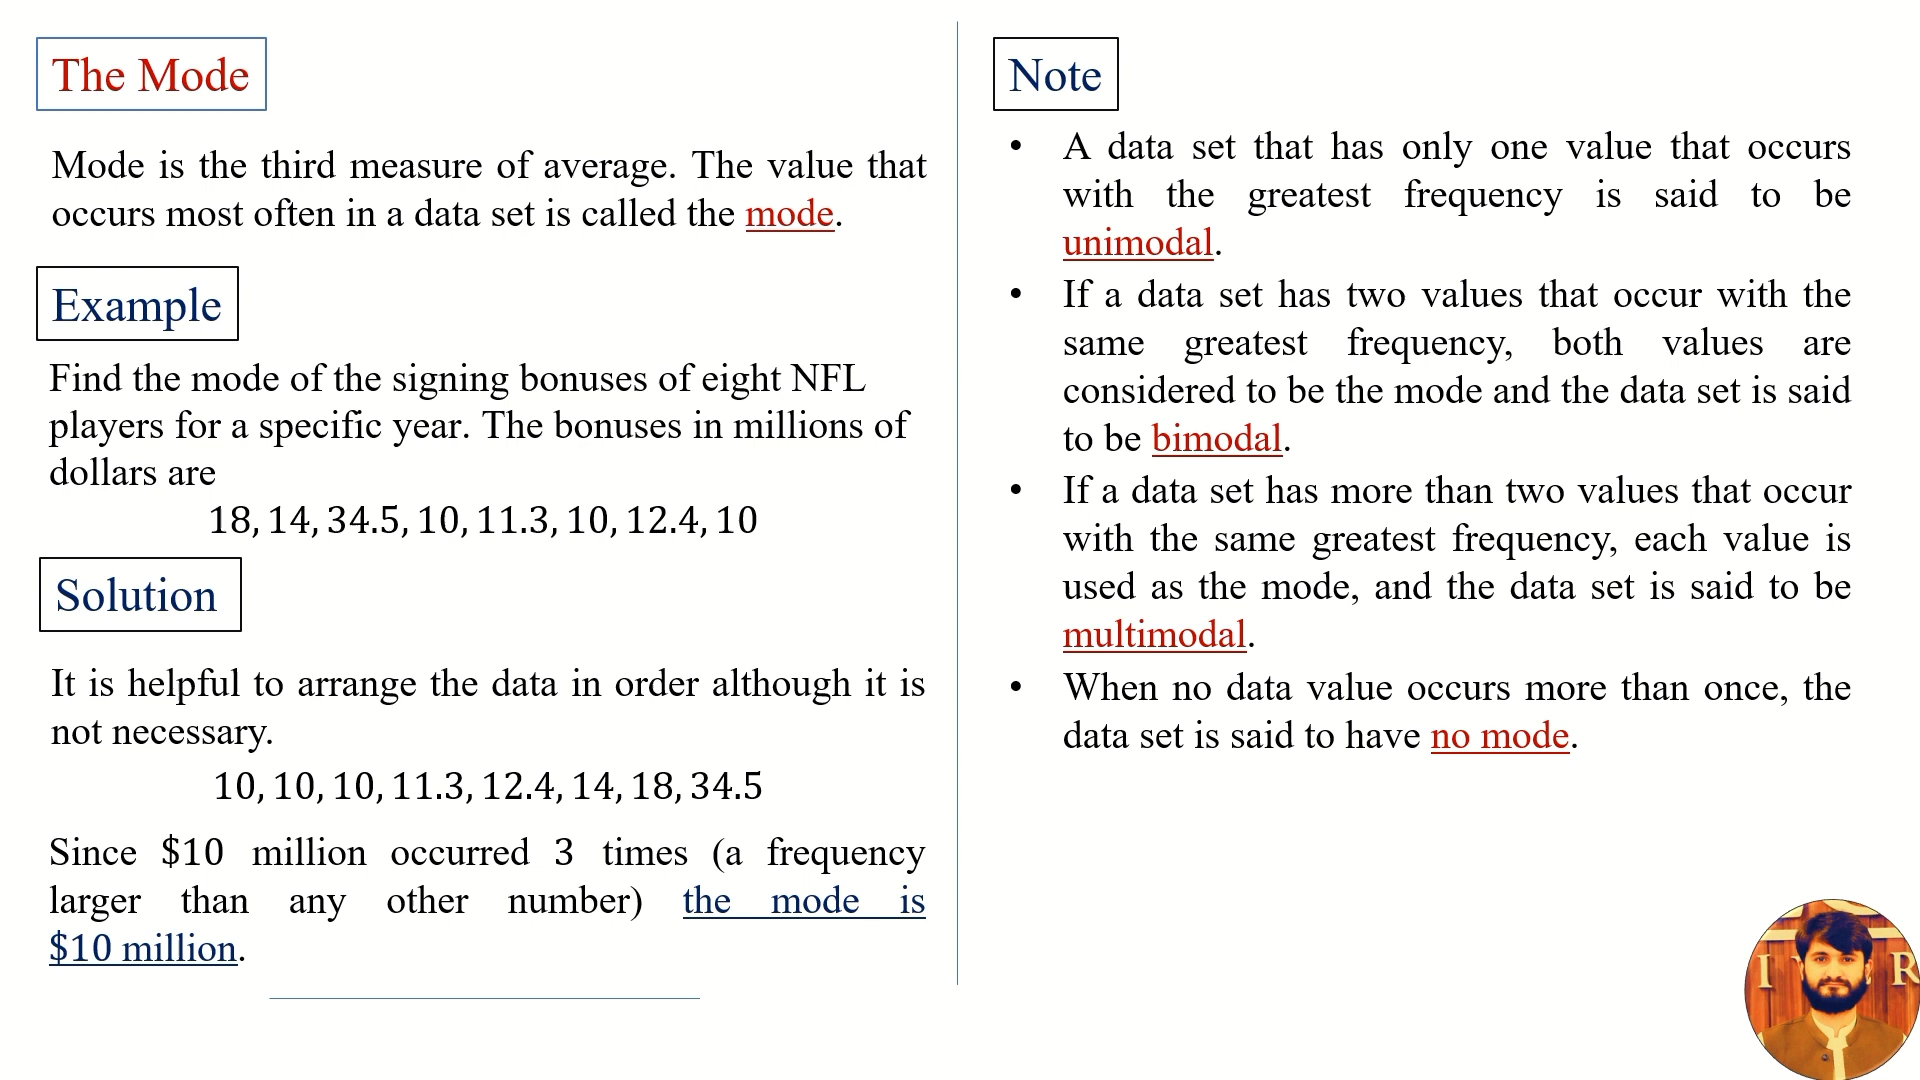 The Mode
Mode is the third measure of average. The value that
occurs most often in a data set is called the mode.
Example
Find the mode of the signing bonuses of eight NFL
players for a specific year. The bonuses in millions of
dollars are
18, 14, 34.5, 10, 11.3, 10, 12.4, 10
Solution
It is helpful to arrange the data in order although it is
not necessary.
10, 10, 10, 11.3, 12.4, 14, 18, 34.5
Since $10 million occurred 3 times (a frequency
larger than any other number) the mode is
$10 million.
Note
• A data set that has only one value that occurs
with the greatest frequency is said to be
unimodal.
• If a data set has two values that occur with the
same greatest frequency, both values are
considered to be the mode and the data set is said
to be bimodal.
• If a data set has more than two values that occur
with the same greatest frequency, each value is
used as the mode, and the data set is said to be
multimodal.
• When no data value occurs more than once, the
data set is said to have no mode.